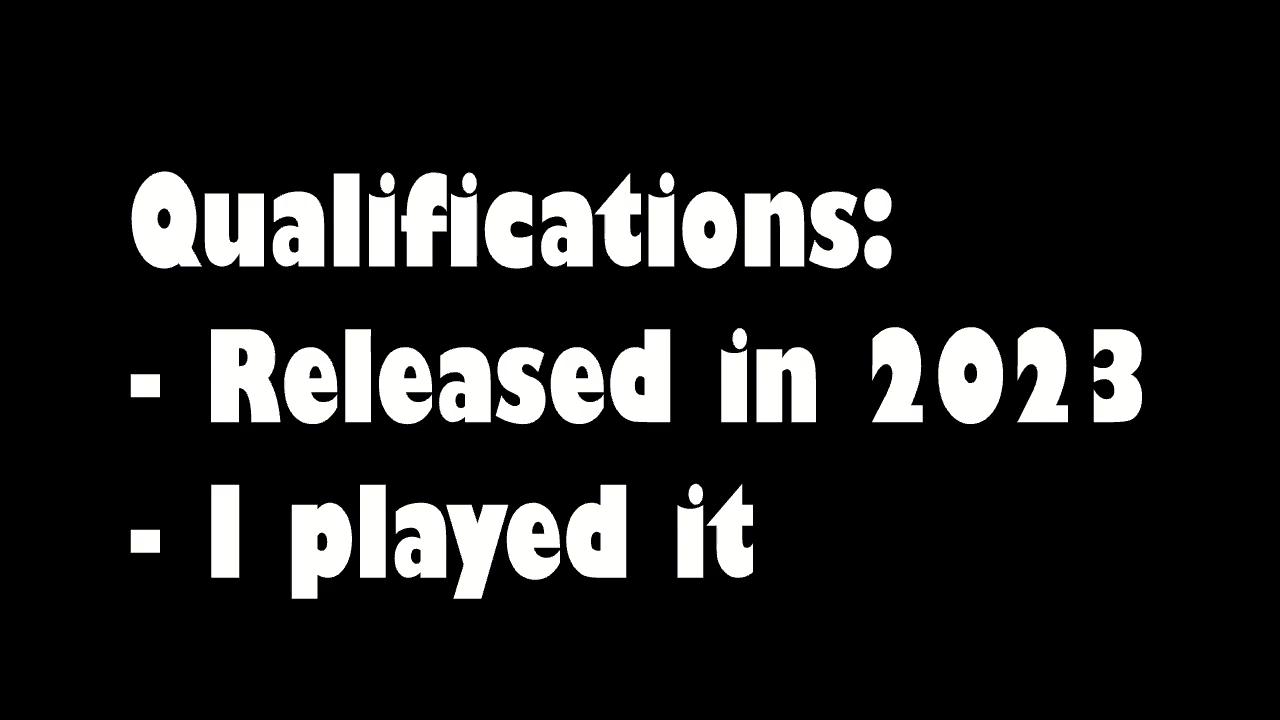 Qualifications:
- Released in 2023
- I played it